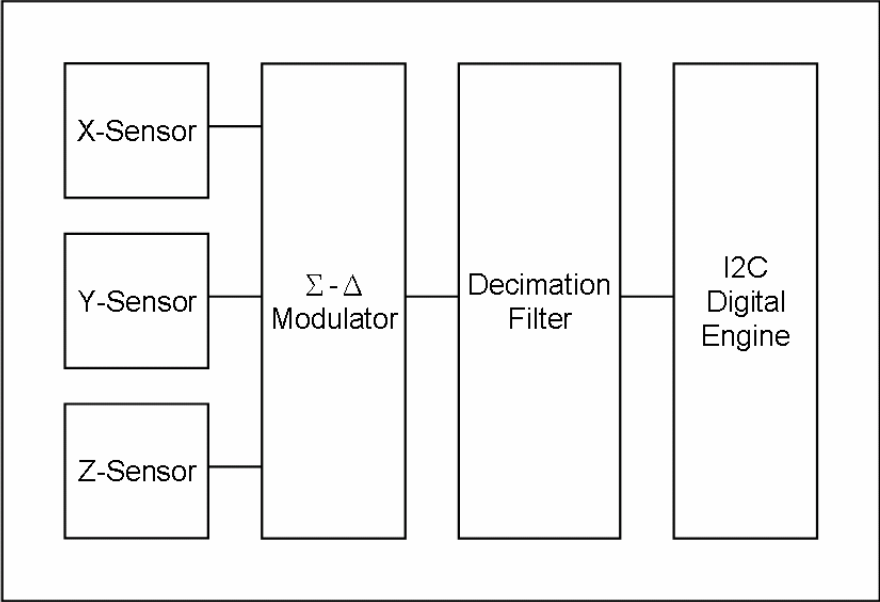 X-Sensor
Y-Sensor
Z-Sensor
Σ-Δ
Modulator
Decimation
Filter
I2C
Digital
Engine